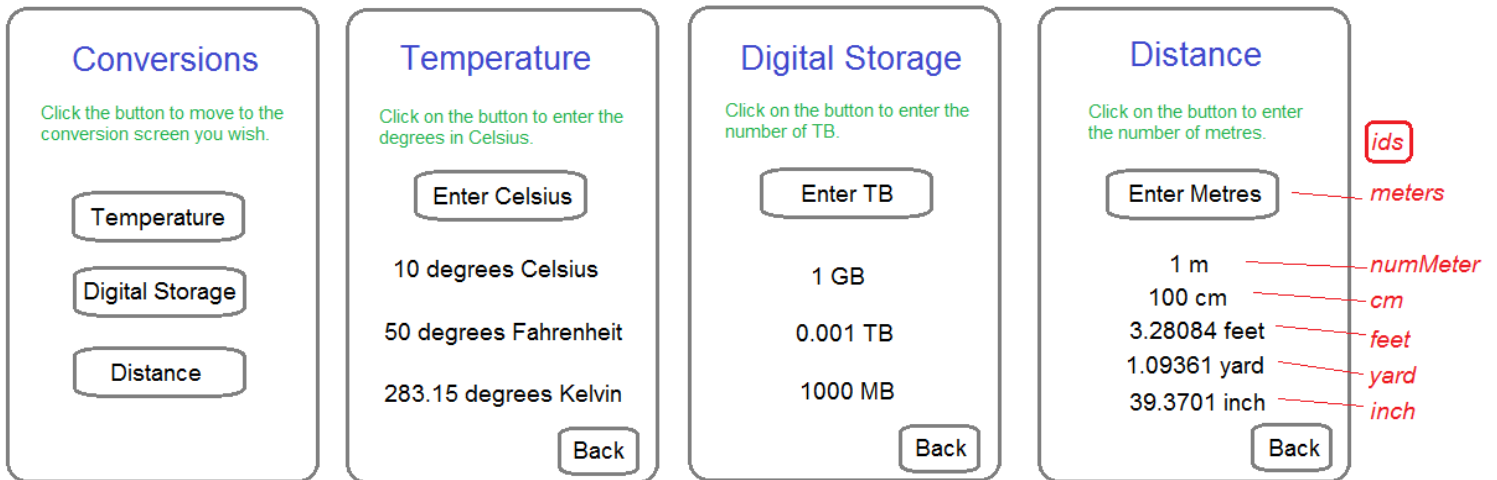 Conversions
Click the button to move to the
conversion screen you wish.
Temperature
Digital Storage
Distance
Temperature
Click on the button to enter the
degrees in Celsius.
Enter Celsius
10 degrees Celsius
50 degrees Fahrenheit
283.15 degrees Kelvin
Back
Digital Storage
Click on the button to enter the
number of TB.
Enter TB
1 GB
0.001 TB
1000 MB
Back
Distance
Click on the button to enter
the number of metres.
Enter Metres
1 m
100 cm
3.28084 feet
1.09361 yard
39.3701 inch
Back
ids
meters
numMeter
cm
feet
yard
inch